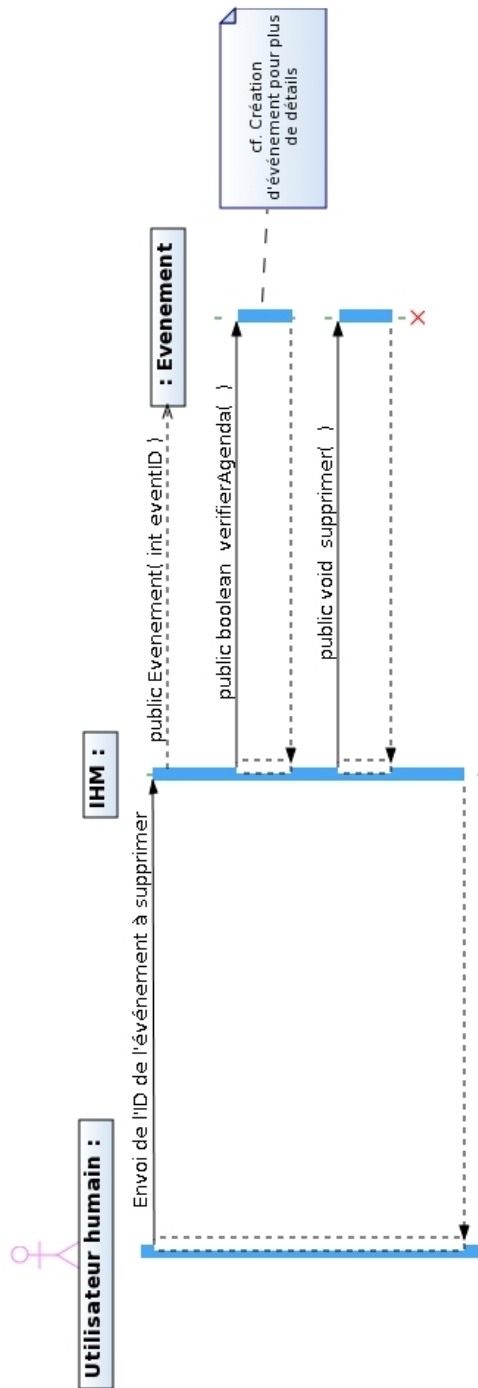 Utilisateur humain :
IHM :
: Evenement
Envoi de l'ID de l'événement à supprimer
public Evenement( int eventID )
public boolean verifierAgenda( )
cf. Création
d'événement pour plus
de détails
public void supprimer( )